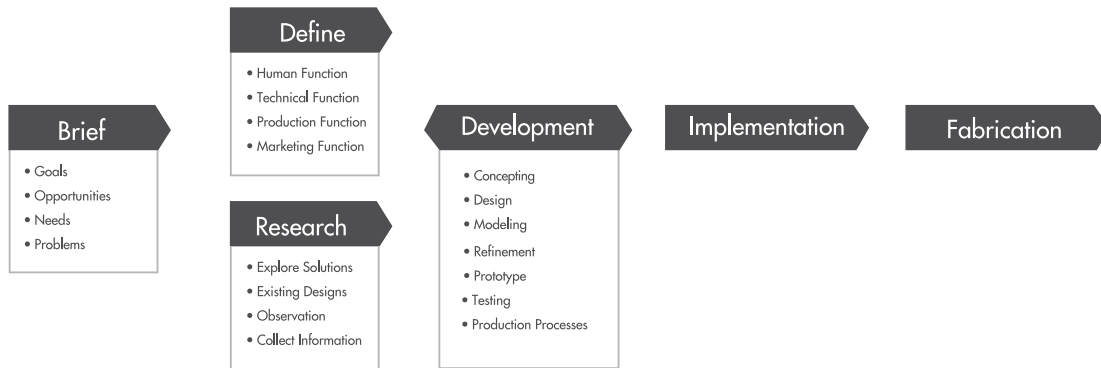 Brief
• Goals
• Opportunities
• Needs
• Problems
Define
• Human Function
• Technical Function
• Production Function
• Marketing Function
Research
• Explore Solutions
• Existing Designs
• Observation
• Collect Information
Development
• Concepting
• Design
• Modeling
• Refinement
• Prototype
• Testing
• Production Processes
Implementation
Fabrication